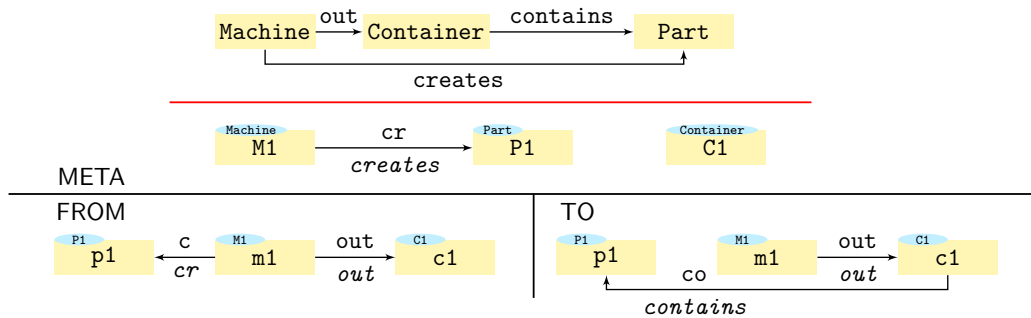 out
contains
Machine
Container
Part
creates
Machine
cr
Part
Container
M1
P1
C1
creates
META
FROM
TO
P1
c
M1
out
C1
p1
m1
c1
cr
out
P1
M1
out
C1
p1
co
m1
c1
out
contains